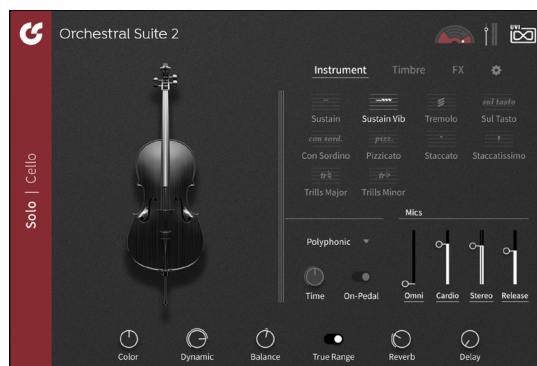 Orchestral Suite 2
UVI
Instrument Timbre FX
sul tasto
Sustain Sustain Vib Tremolo Sul Tasto
con sord. pizz.
Con Sordino Pizzicato Staccato Staccatissimo
tr♮ tr♭
Trills Major Trills Minor
Solo | Cello
Mics
Polyphonic
Time On-Pedal Omni Cardio Stereo Release
Color Dynamic Balance True Range Reverb Delay